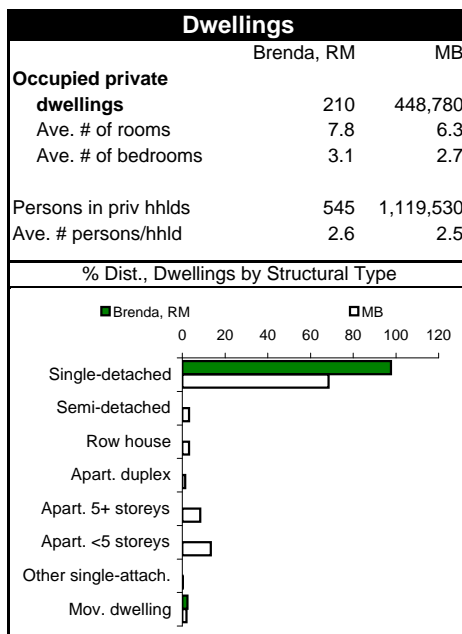 Dwellings
Brenda, RM MB
Occupied private
dwellings 210 448,780
Ave. # of rooms 7.8 6.3
Ave. # of bedrooms 3.1 2.7
Persons in priv hhlds 545 1,119,530
Ave. # persons/hhld 2.6 2.5
% Dist., Dwellings by Structural Type
Brenda, RM MB
0 20 40 60 80 100 120
Single-detached
Semi-detached
Row house
Apart. duplex
Apart. 5+ storeys
Apart. <5 storeys
Other single-attach.
Mov. dwelling